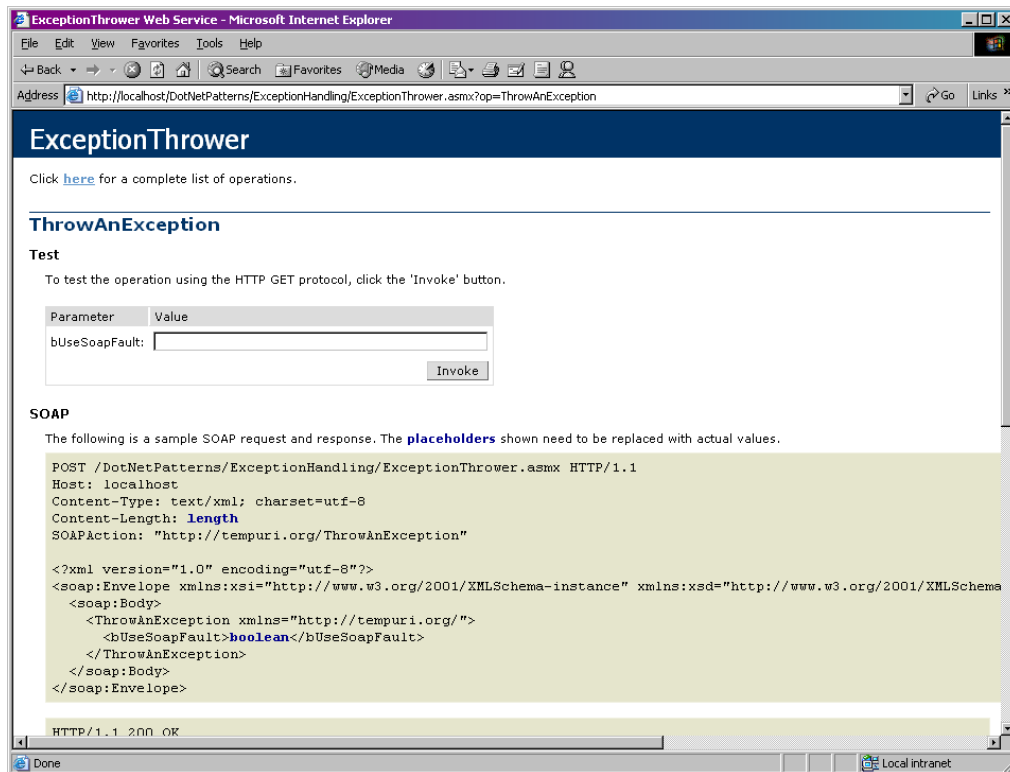 ExceptionThrower Web Service - Microsoft Internet Explorer
File Edit View Favorites Tools Help
Back Search Favorites Media
Address http://localhost/DotNetPatterns/ExceptionHandling/ExceptionThrower.asmx?op=ThrowAnException Go Links »
ExceptionThrower
Click here for a complete list of operations.
ThrowAnException
Test
To test the operation using the HTTP GET protocol, click the 'Invoke' button.
Parameter Value
bUseSoapFault:
Invoke
SOAP
The following is a sample SOAP request and response. The placeholders shown need to be replaced with actual values.
POST /DotNetPatterns/ExceptionHandling/ExceptionThrower.asmx HTTP/1.1
Host: localhost
Content-Type: text/xml; charset=utf-8
Content-Length: length
SOAPAction: "http://tempuri.org/ThrowAnException"
<?xml version="1.0" encoding="utf-8"?>
<soap:Envelope xmlns:xsi="http://www.w3.org/2001/XMLSchema-instance" xmlns:xsd="http://www.w3.org/2001/XMLSchema
<soap:Body>
<ThrowAnException xmlns="http://tempuri.org/">
<bUseSoapFault>boolean</bUseSoapFault>
</ThrowAnException>
</soap:Body>
</soap:Envelope>
HTTP/1.1 200 OK
Done Local intranet